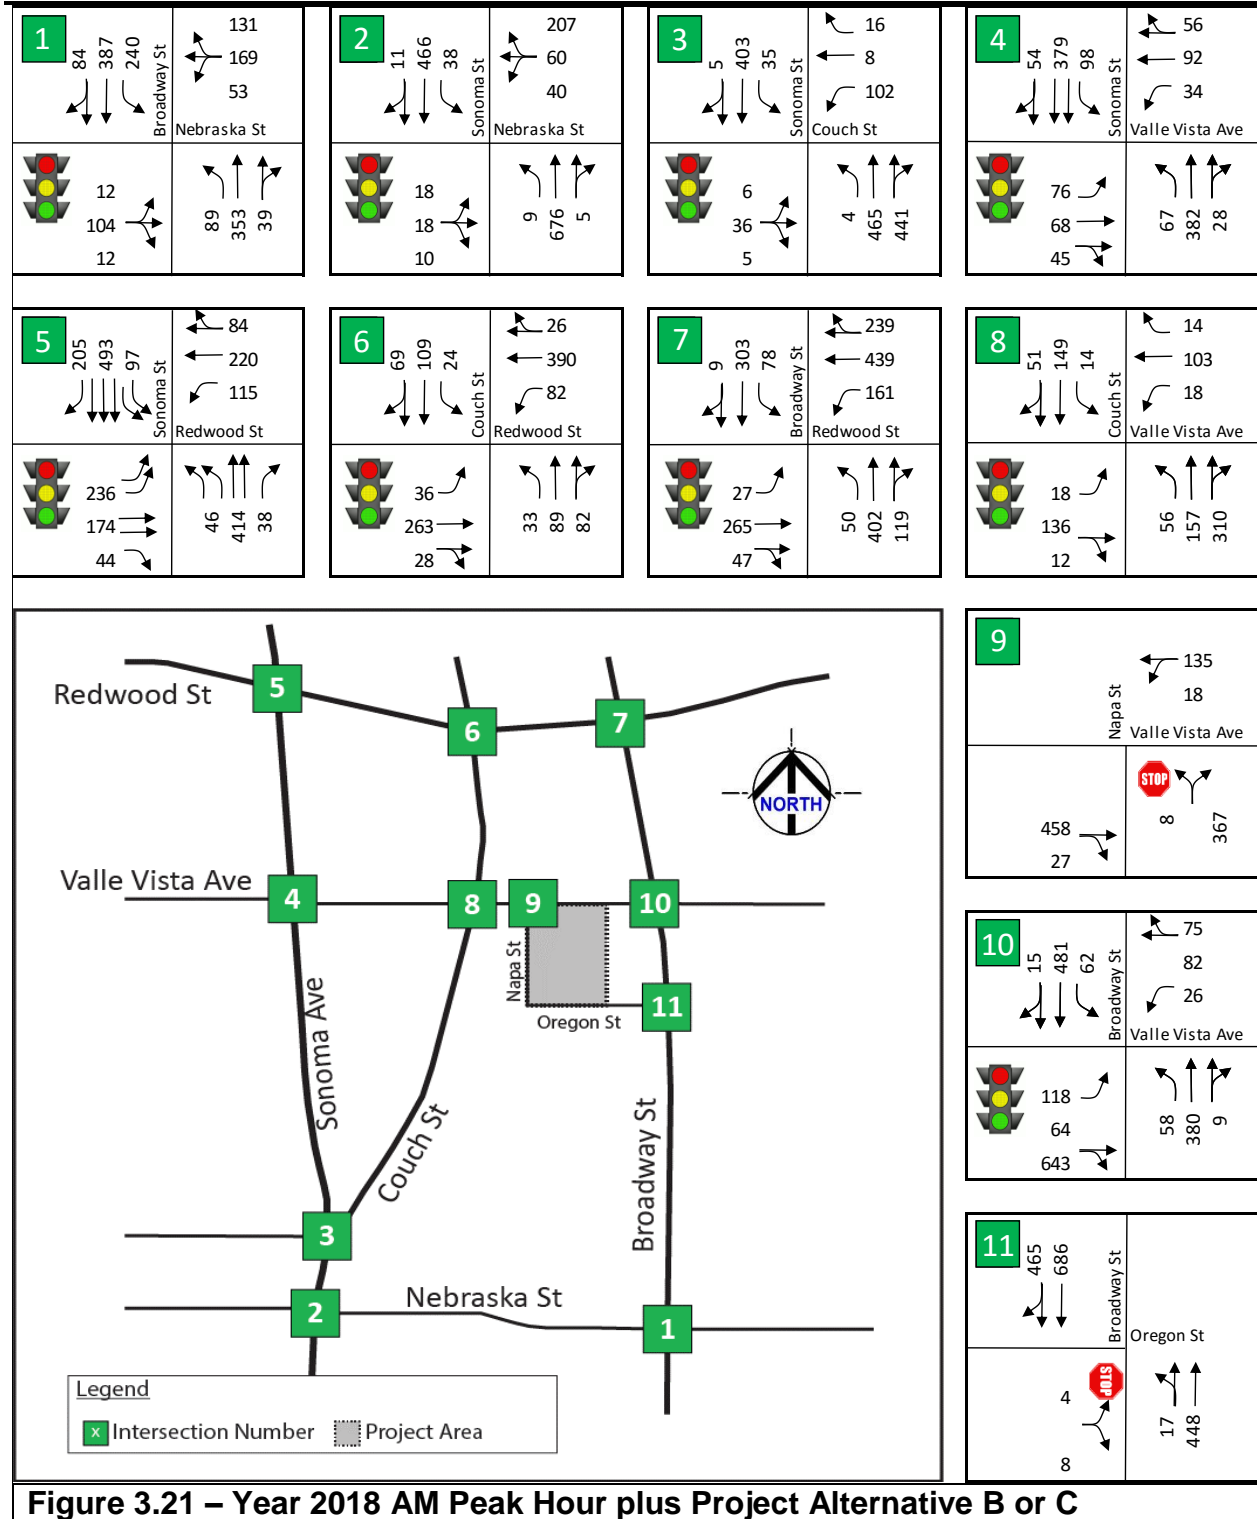 1
84 387 240
Broadway St
131
169
53
Nebraska St
12
104
12
89 353 39
2
11 466 38
Sonoma St
207
60
40
Nebraska St
18
18
10
9 676 5
3
5 403 35
Sonoma St
16
8
102
Couch St
6
36
5
4 465 441
4
54 379 98
Sonoma St
56
92
34
Valle Vista Ave
76
68
45
67 382 28
5
205 493 97
Sonoma St
84
220
115
Redwood St
236
174
44
46 414 38
6
69 109 24
Couch St
26
390
82
Redwood St
36
263
28
33 89 82
7
9 303 78
Broadway St
239
439
161
Redwood St
27
265
47
50 402 119
8
51 149 14
Couch St
14
103
18
Valle Vista Ave
18
136
12
56 157 310
Redwood St
5
6
7
NORTH
Valle Vista Ave
4
8
9
10
Napa St
Oregon St
11
Sonoma Ave
Couch St
Broadway St
3
2
Nebraska St
1
Legend
x Intersection Number
Project Area
9
Napa St
135
18
Valle Vista Ave
458
27
STOP
8 367
10
15 481 62
Broadway St
75
82
26
Valle Vista Ave
118
64
643
58 380 9
11
465 686
Broadway St
Oregon St
4
STOP
8
17 448
Figure 3.21 – Year 2018 AM Peak Hour plus Project Alternative B or C